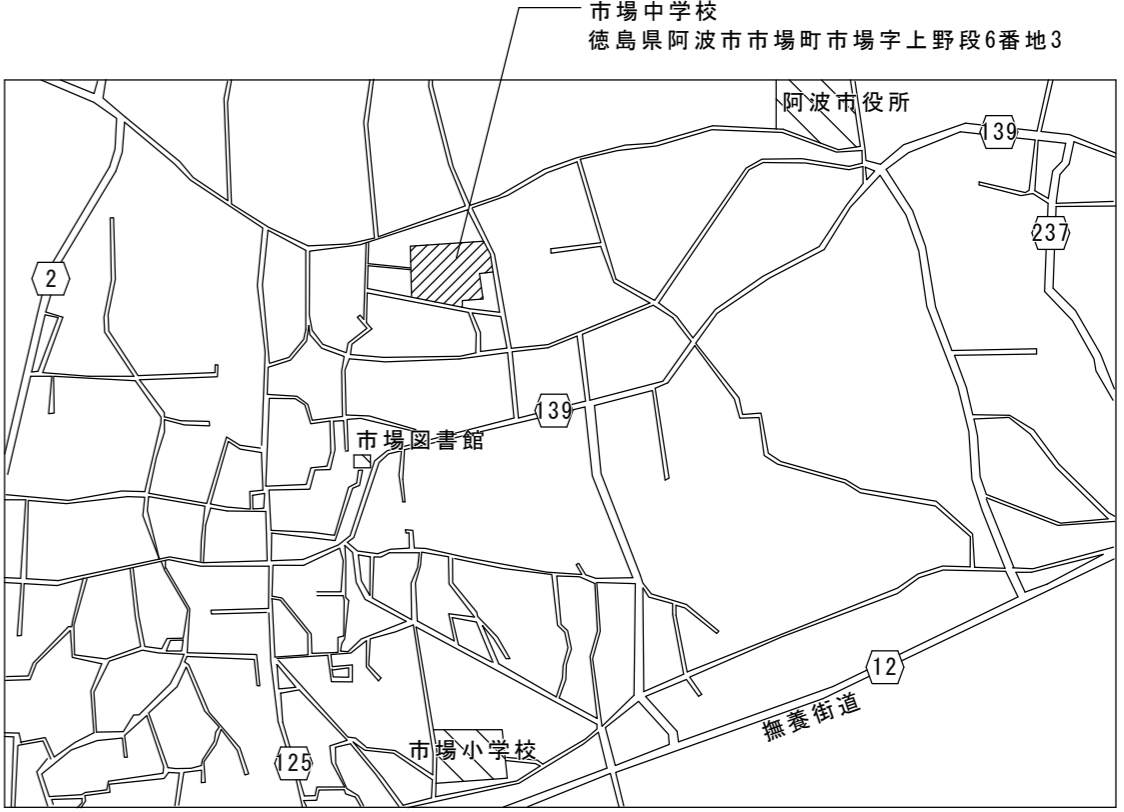 市場中学校
徳島県阿波市市場町市場字上野段6番地3
阿波市役所
139
237
2
139
市場図書館
12
撫養街道
市場小学校
125